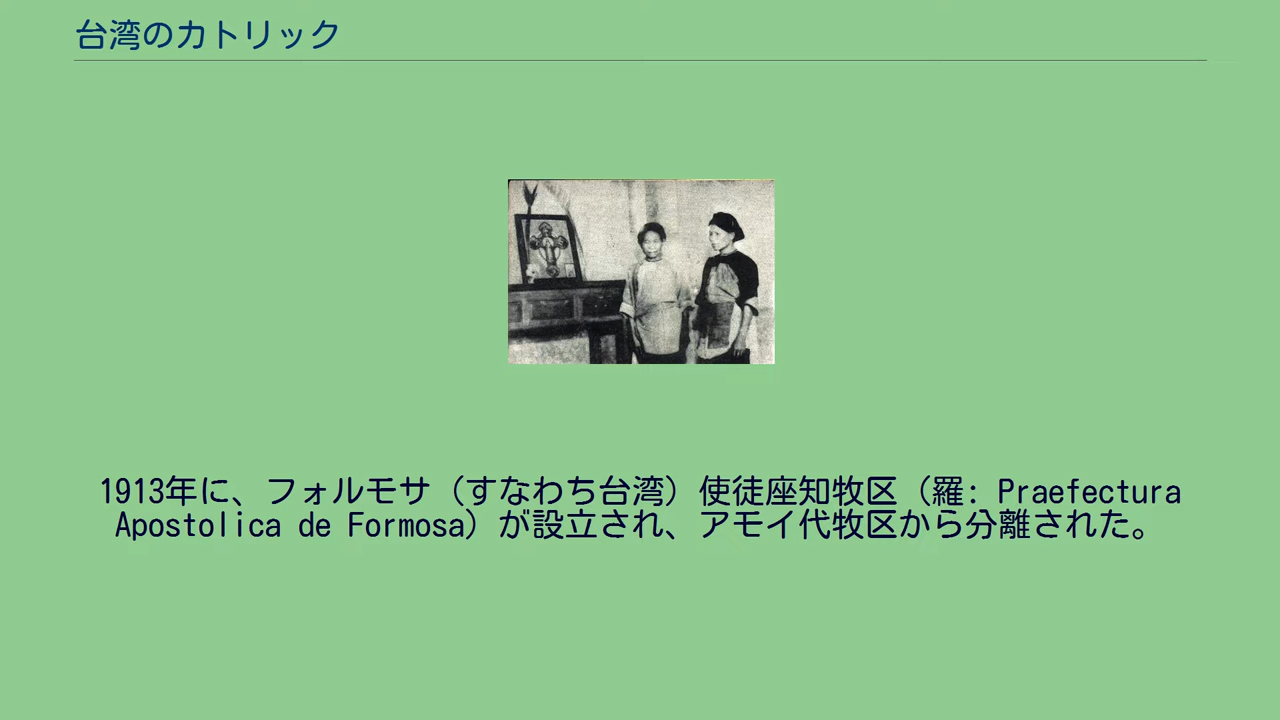 台湾のカトリック
1913年に、フォルモサ（すなわち台湾）使徒座知牧区（羅: Praefectura
Apostolica de Formosa）が設立され、アモイ代牧区から分離された。